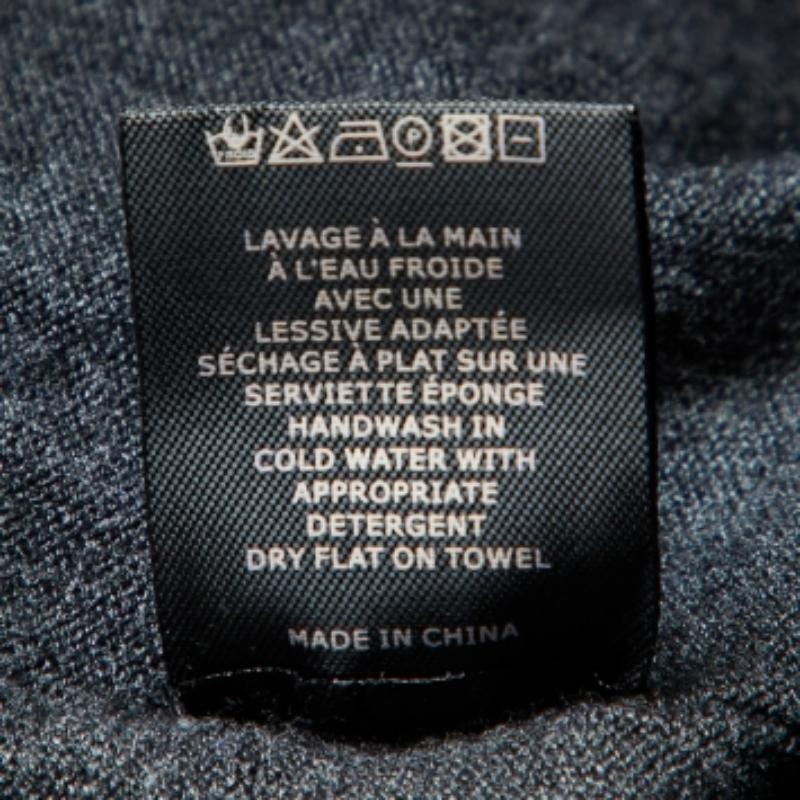 FROID
P
LAVAGE À LA MAIN
À L'EAU FROIDE
AVEC UNE
LESSIVE ADAPTÉE
SÉCHAGE À PLAT SUR UNE
SERVIETTE ÉPONGE
HANDWASH IN
COLD WATER WITH
APPROPRIATE
DETERGENT
DRY FLAT ON TOWEL
MADE IN CHINA